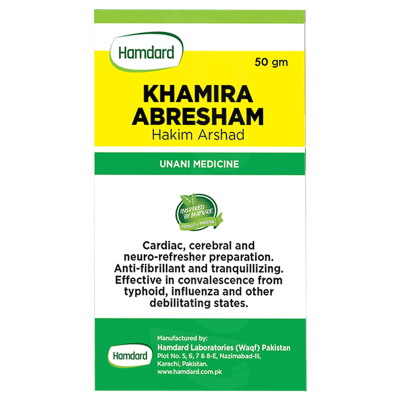 Hamdard
50 gm
KHAMIRA
ABRESHAM
Hakim Arshad
UNANI MEDICINE
INSPIRED
BY NATURE
Cardiac, cerebral and
neuro-refresher preparation.
Anti-fibrillant and tranquillizing.
Effective in convalescence from
typhoid, influenza and other
debilitating states.
Hamdard
Manufactured by:
Hamdard Laboratories (Waqf) Pakistan
Plot No. 5, 6, 7 & 8-E, Nazimabad-III,
Karachi, Pakistan.
www.hamdard.com.pk